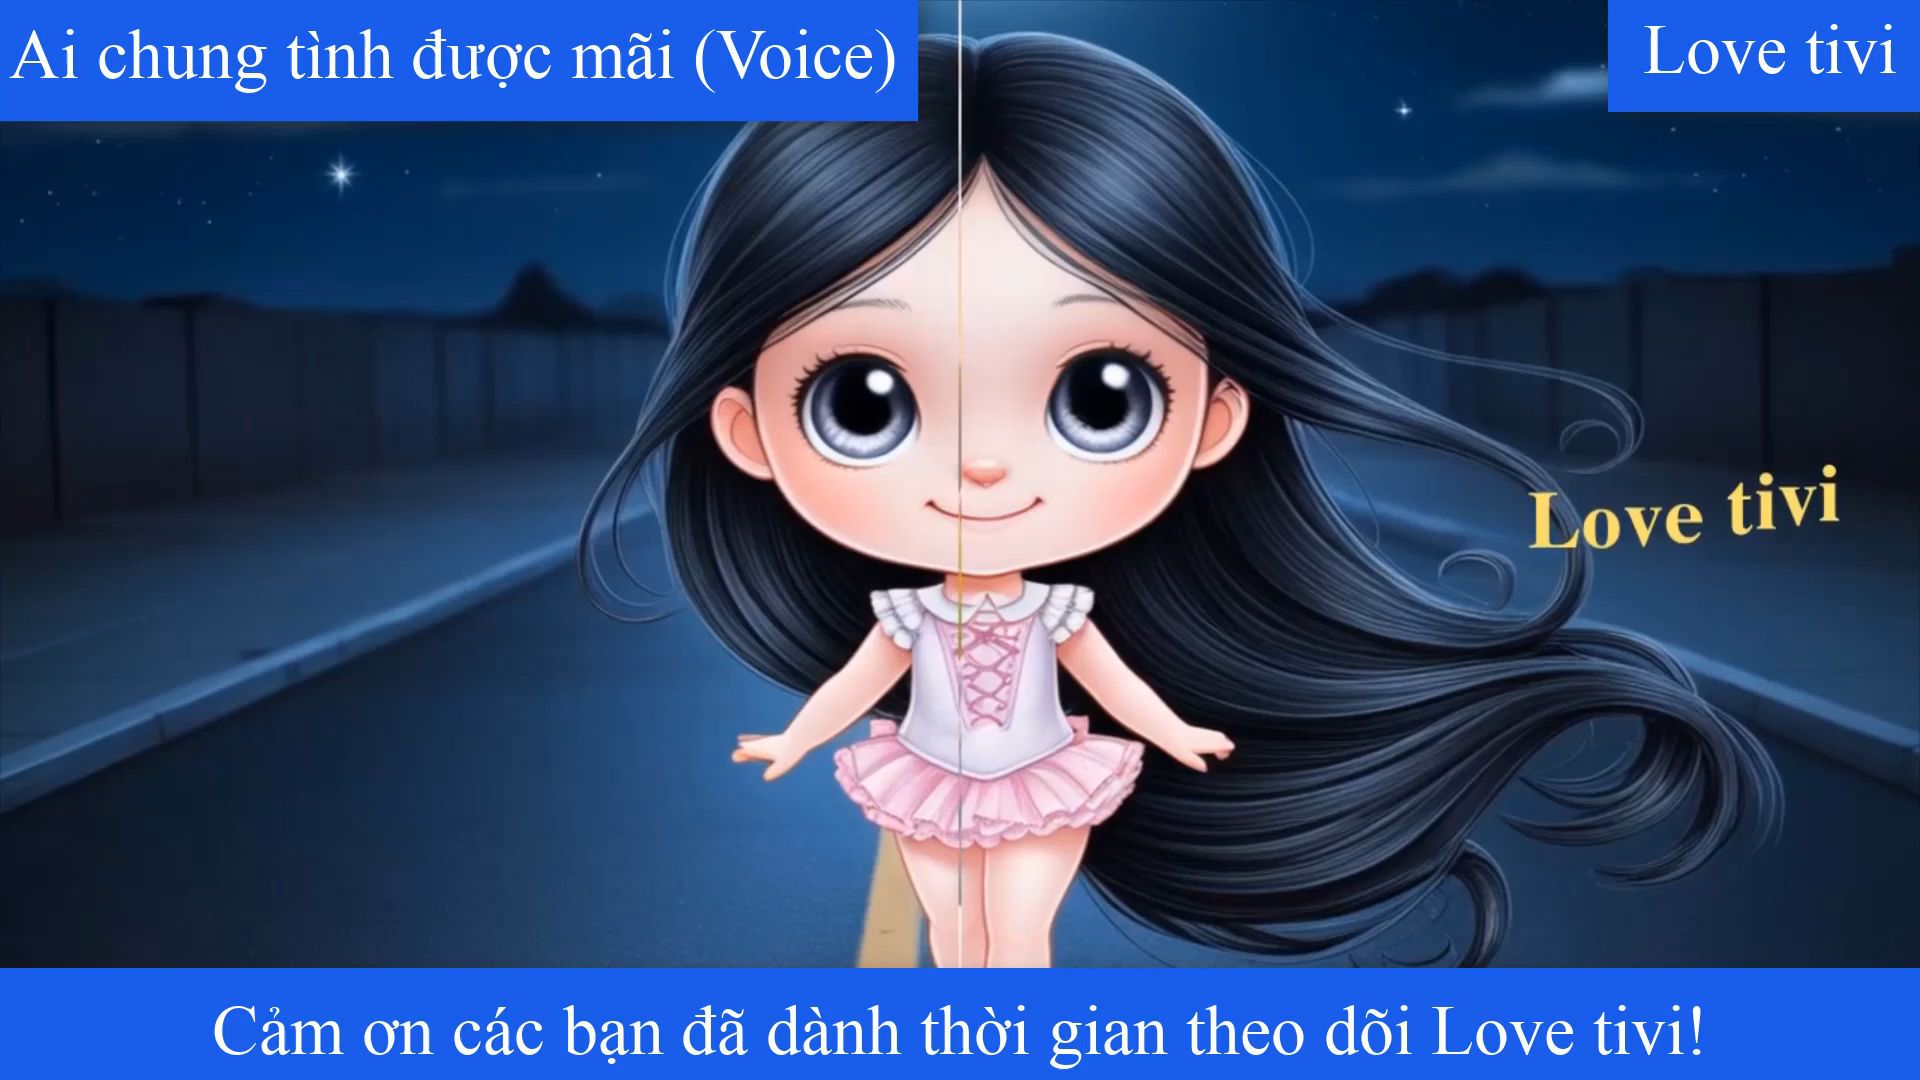 Ai chung tình được mãi (Voice)
Love tivi
Love tivi
Cảm ơn các bạn đã dành thời gian theo dõi Love tivi!